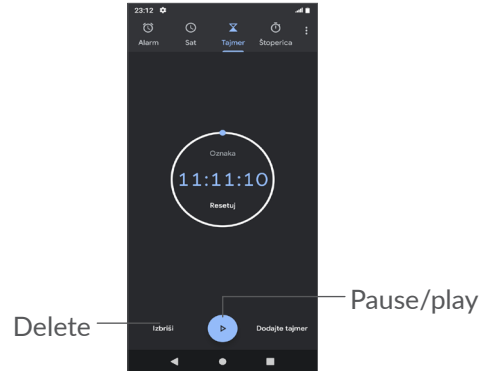 23:12
Alarm Sat Tajmer Štoperica
Oznaka
11:11:10
Resetuj
Pause/play
Delete
Izbriši Dodajte tajmer